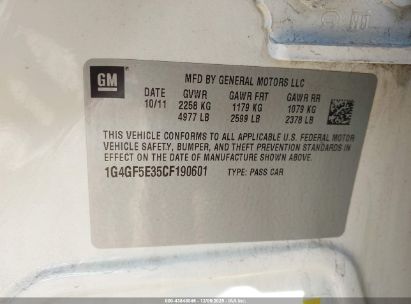 GM
MFD BY GENERAL MOTORS LLC
DATE GVWR GAWR FRT GAWR RR
10/11 2258 KG 1179 KG 1079 KG
4977 LB 2599 LB 2378 LB
THIS VEHICLE CONFORMS TO ALL APPLICABLE U.S. FEDERAL MOTOR
VEHICLE SAFETY, BUMPER, AND THEFT PREVENTION STANDARDS IN
EFFECT ON THE DATE OF MANUFACTURE SHOWN ABOVE.
1G4GF5E35CF190601 TYPE: PASS CAR